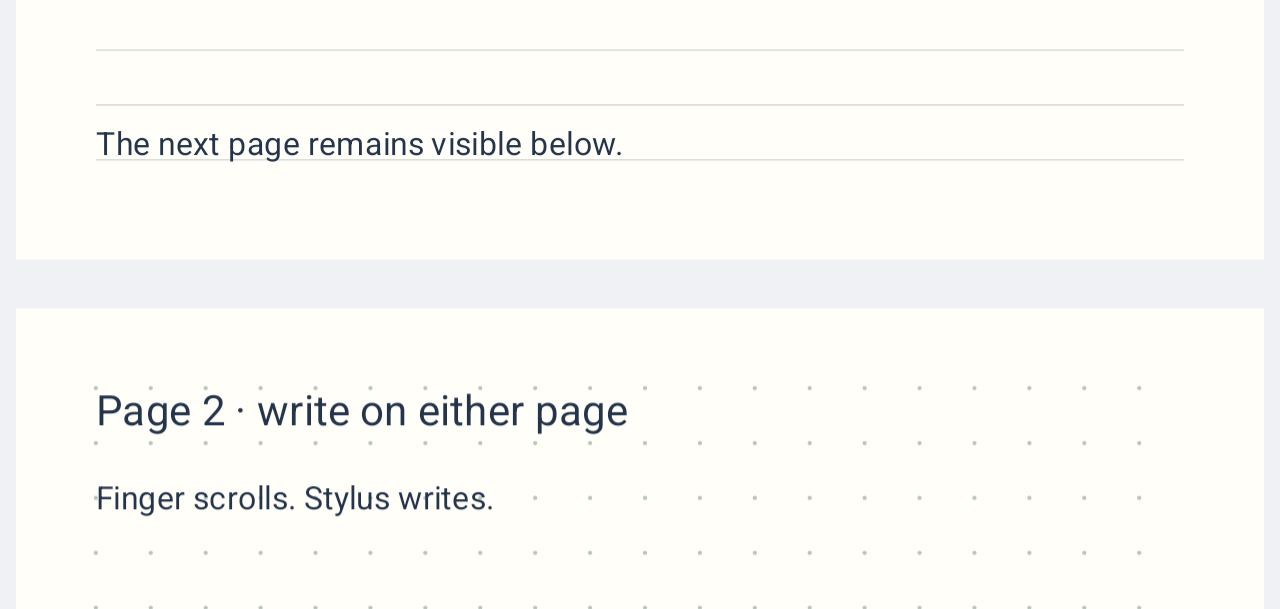 The next page remains visible below.
Page 2 · write on either page
Finger scrolls. Stylus writes.